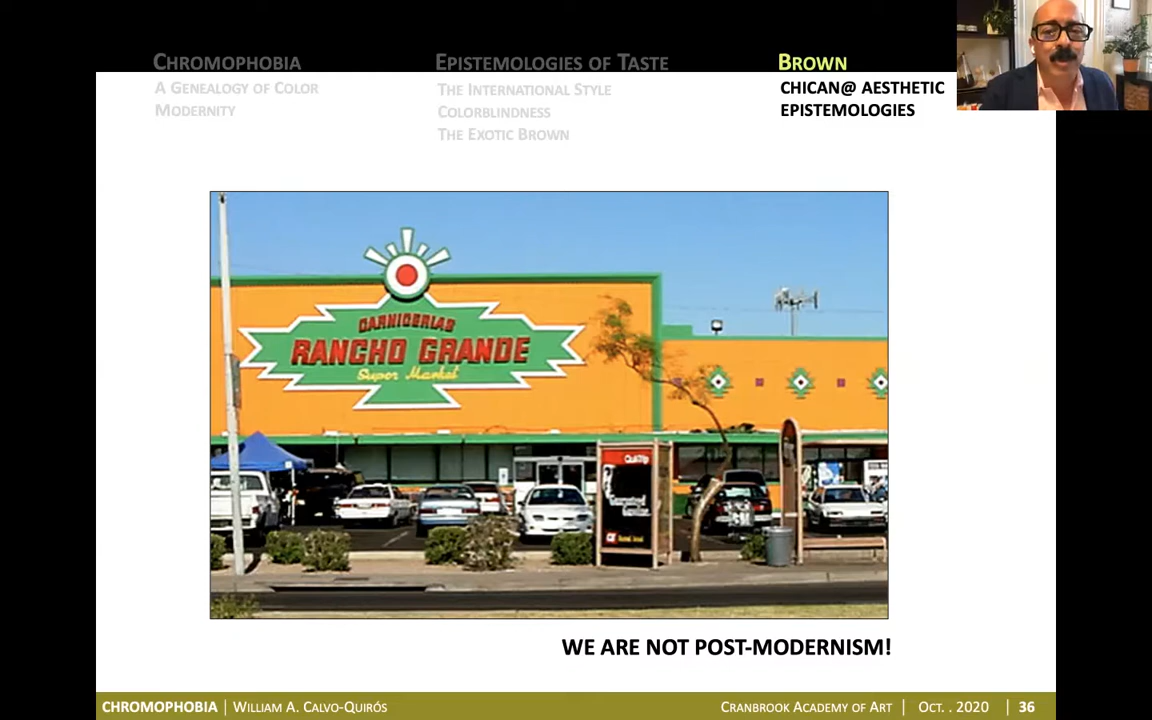 CHROMOPHOBIA
A GENEALOGY OF COLOR
MODERNITY
EPISTEMOLOGIES OF TASTE
THE INTERNATIONAL STYLE
COLORBLINDNESS
THE EXOTIC BROWN
BROWN
CHICAN@ AESTHETIC
EPISTEMOLOGIES
CARNICERIAS
RANCHO GRANDE
Super Market
WE ARE NOT POST-MODERNISM!
CHROMOPHOBIA | WILLIAM A. CALVO-QUIRÓS
CRANBROOK ACADEMY OF ART | OCT. . 2020 | 36